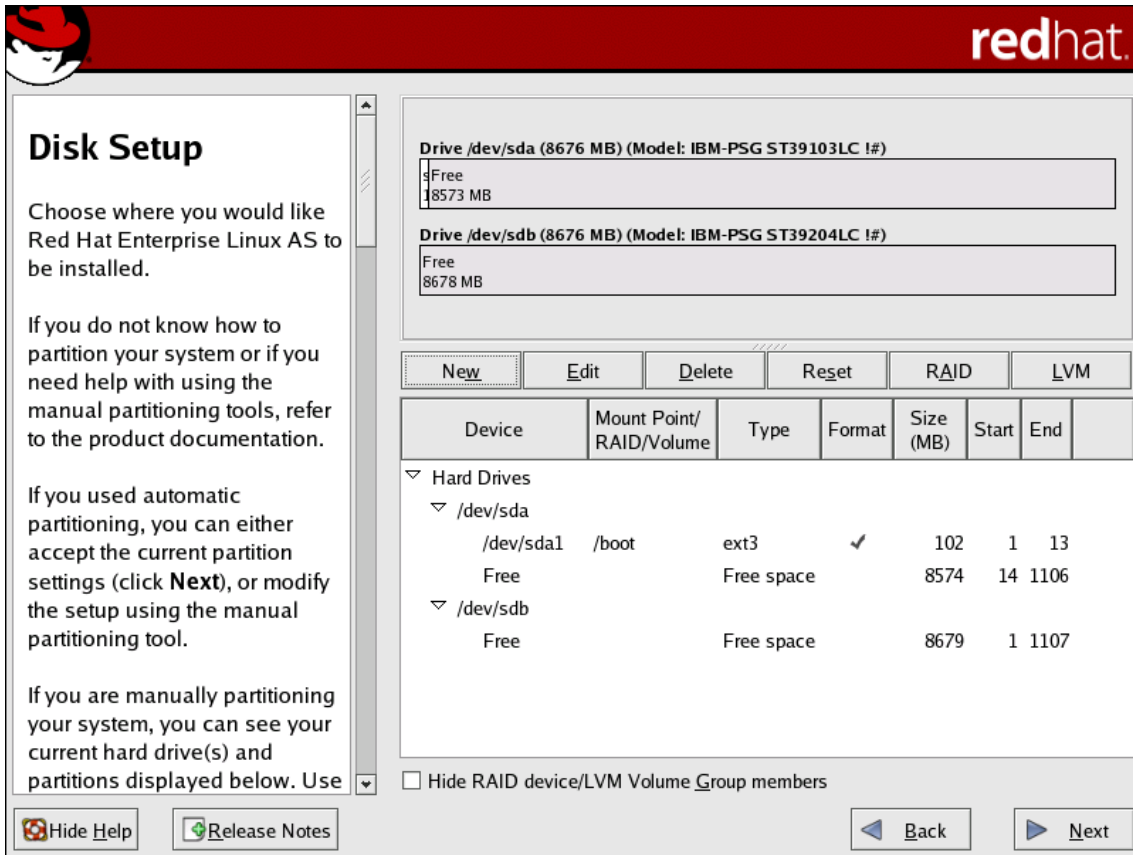 redhat.
Disk Setup
Choose where you would like
Red Hat Enterprise Linux AS to
be installed.
If you do not know how to
partition your system or if you
need help with using the
manual partitioning tools, refer
to the product documentation.
If you used automatic
partitioning, you can either
accept the current partition
settings (click Next), or modify
the setup using the manual
partitioning tool.
If you are manually partitioning
your system, you can see your
current hard drive(s) and
partitions displayed below. Use
Drive /dev/sda (8676 MB) (Model: IBM-PSG ST39103LC !#)
s Free
1 8573 MB
Drive /dev/sdb (8676 MB) (Model: IBM-PSG ST39204LC !#)
Free
8678 MB
New Edit Delete Reset RAID LVM
Device Mount Point/ RAID/Volume Type Format Size (MB) Start End
Hard Drives
/dev/sda
/dev/sda1 /boot ext3 102 1 13
Free Free space 8574 14 1106
/dev/sdb
Free Free space 8679 1 1107
Hide RAID device/LVM Volume Group members
Hide Help Release Notes Back Next